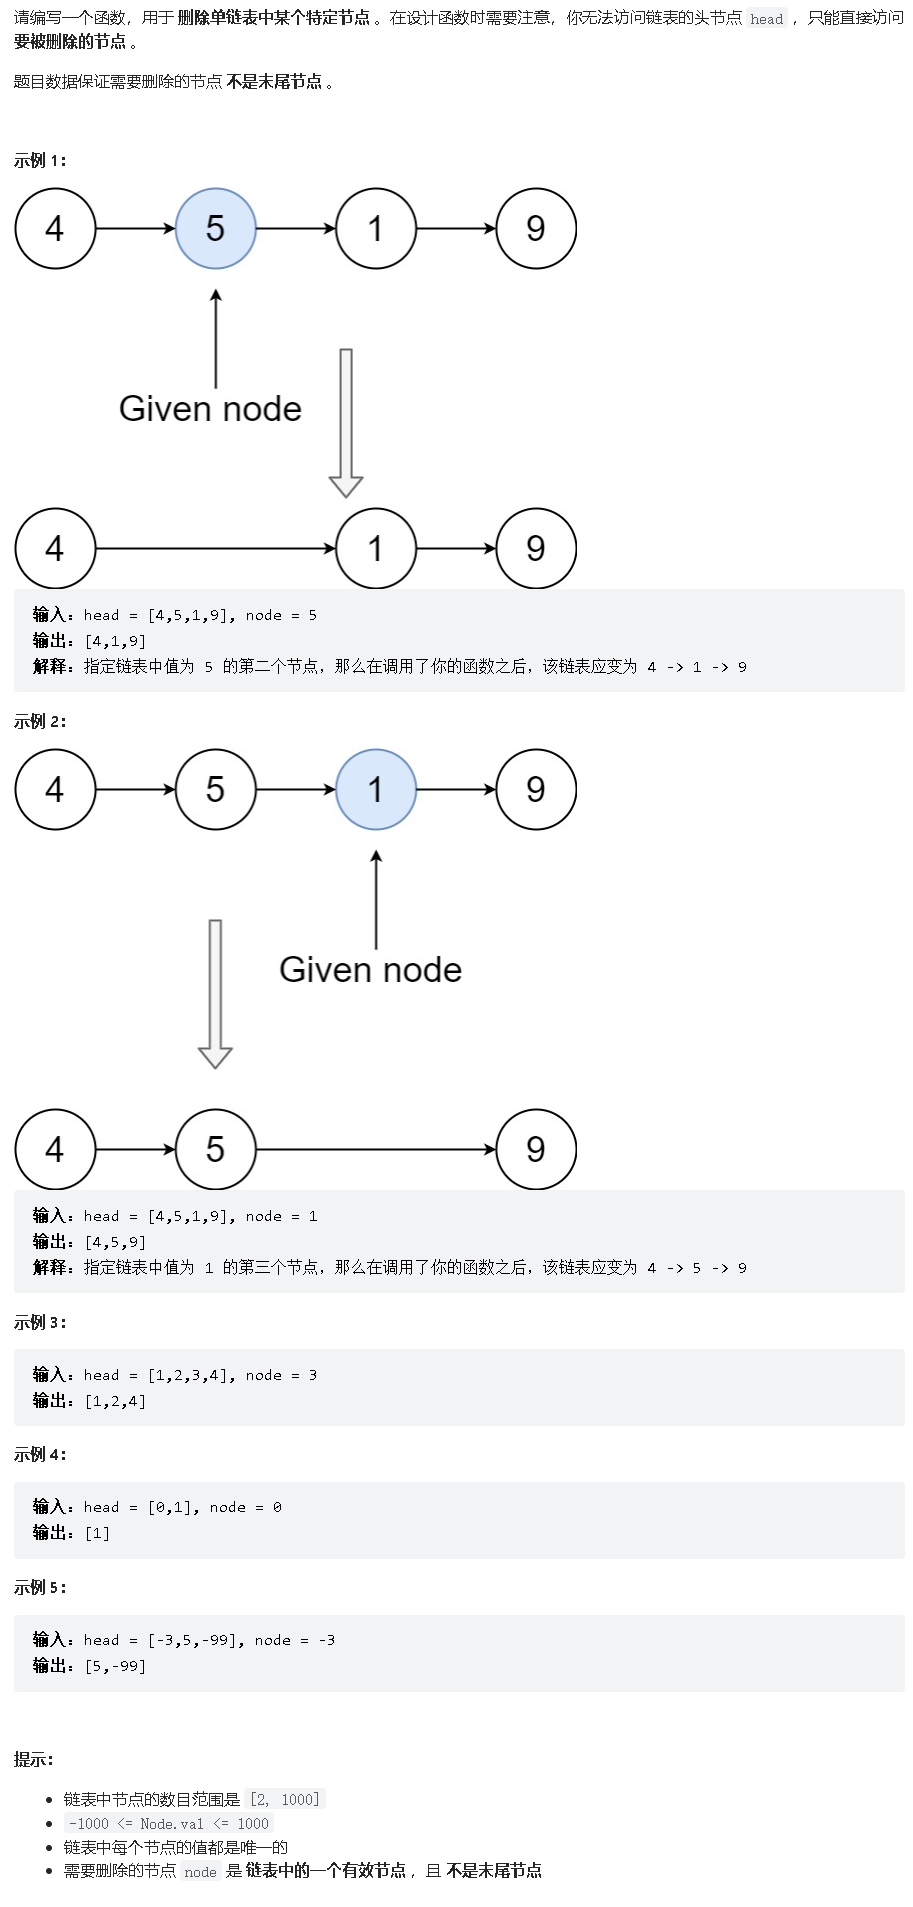 请编写一个函数，用于 删除单链表中某个特定节点 。在设计函数时需要注意，你无法访问链表的头节点 head ，只能直接访问
要被删除的节点 。
题目数据保证需要删除的节点 不是末尾节点 。
示例 1：
4 5 1 9
Given node
4 1 9
输入：head = [4,5,1,9], node = 5
输出：[4,1,9]
解释：指定链表中值为 5 的第二个节点，那么在调用了你的函数之后，该链表应变为 4 -> 1 -> 9
示例 2：
4 5 1 9
Given node
4 5 9
输入：head = [4,5,1,9], node = 1
输出：[4,5,9]
解释：指定链表中值为 1 的第三个节点，那么在调用了你的函数之后，该链表应变为 4 -> 5 -> 9
示例 3：
输入：head = [1,2,3,4], node = 3
输出：[1,2,4]
示例 4：
输入：head = [0,1], node = 0
输出：[1]
示例 5：
输入：head = [-3,5,-99], node = -3
输出：[5,-99]
提示：
• 链表中节点的数目范围是 [2, 1000]
• -1000 <= Node.val <= 1000
• 链表中每个节点的值都是唯一的
• 需要删除的节点 node 是 链表中的一个有效节点 ，且 不是末尾节点